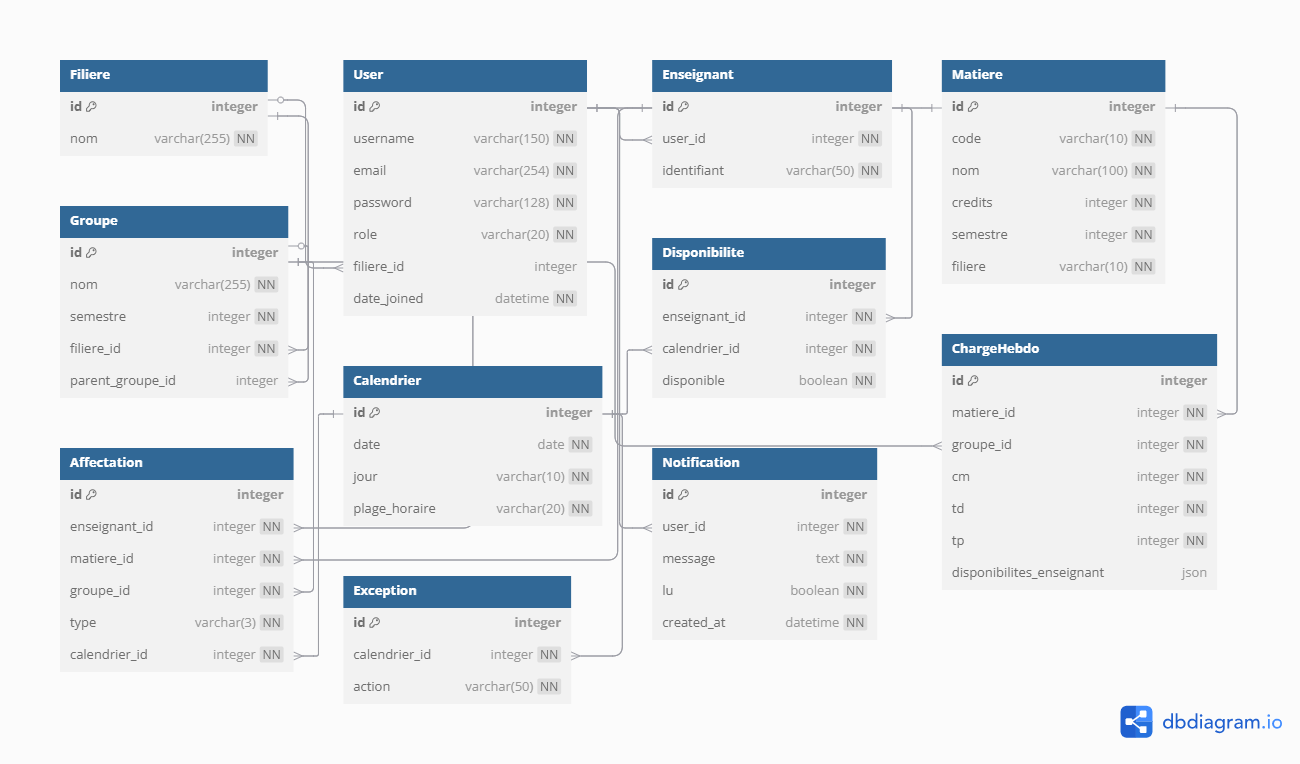 Filiere
id integer
nom varchar(255) NN
Groupe
id integer
nom varchar(255) NN
semestre integer NN
filiere_id integer NN
parent_groupe_id integer
Affectation
id integer
enseignant_id integer NN
matiere_id integer NN
groupe_id integer NN
type varchar(3) NN
calendrier_id integer NN
User
id integer
username varchar(150) NN
email varchar(254) NN
password varchar(128) NN
role varchar(20) NN
filiere_id integer
date_joined datetime NN
Calendrier
id integer
date date NN
jour varchar(10) NN
plage_horaire varchar(20) NN
Exception
id integer
calendrier_id integer NN
action varchar(50) NN
Enseignant
id integer
user_id integer NN
identifiant varchar(50) NN
Disponibilite
id integer
enseignant_id integer NN
calendrier_id integer NN
disponible boolean NN
Notification
id integer
user_id integer NN
message text NN
lu boolean NN
created_at datetime NN
Matiere
id integer
code varchar(10) NN
nom varchar(100) NN
credits integer NN
semestre integer NN
filiere varchar(10) NN
ChargeHebdo
id integer
matiere_id integer NN
groupe_id integer NN
cm integer NN
td integer NN
tp integer NN
disponibilites_enseignant json
dbdiagram.io